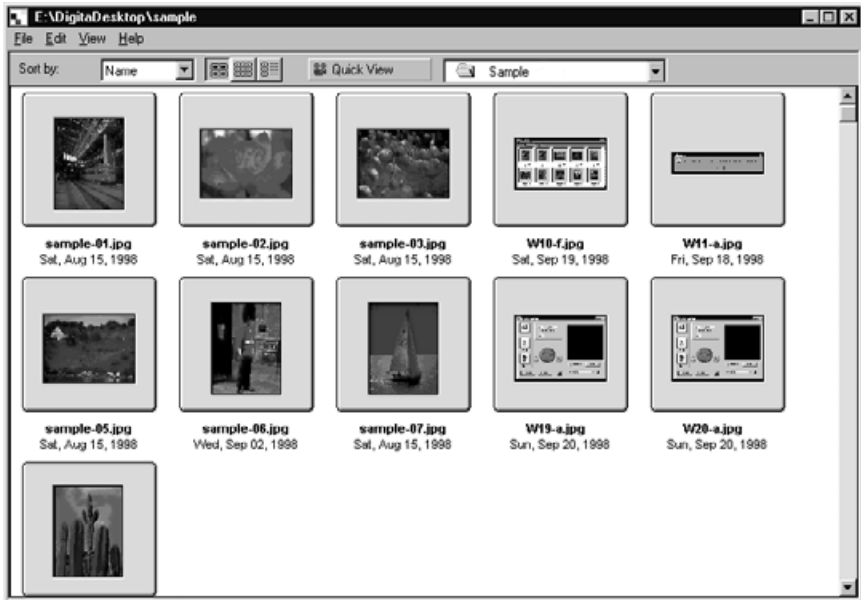 E:\DigitaDesktop\sample
File Edit View Help
Sort by: Name Quick View Sample
sample-01.jpg sample-02.jpg sample-03.jpg W10-f.jpg W11-a.jpg
Sat, Aug 15, 1998 Sat, Aug 15, 1998 Sat, Aug 15, 1998 Sat, Sep 19, 1998 Fri, Sep 18, 1998
sample-05.jpg sample-06.jpg sample-07.jpg W19-a.jpg W20-a.jpg
Sat, Aug 15, 1998 Wed, Sep 02, 1998 Sat, Aug 15, 1998 Sun, Sep 20, 1998 Sun, Sep 20, 1998